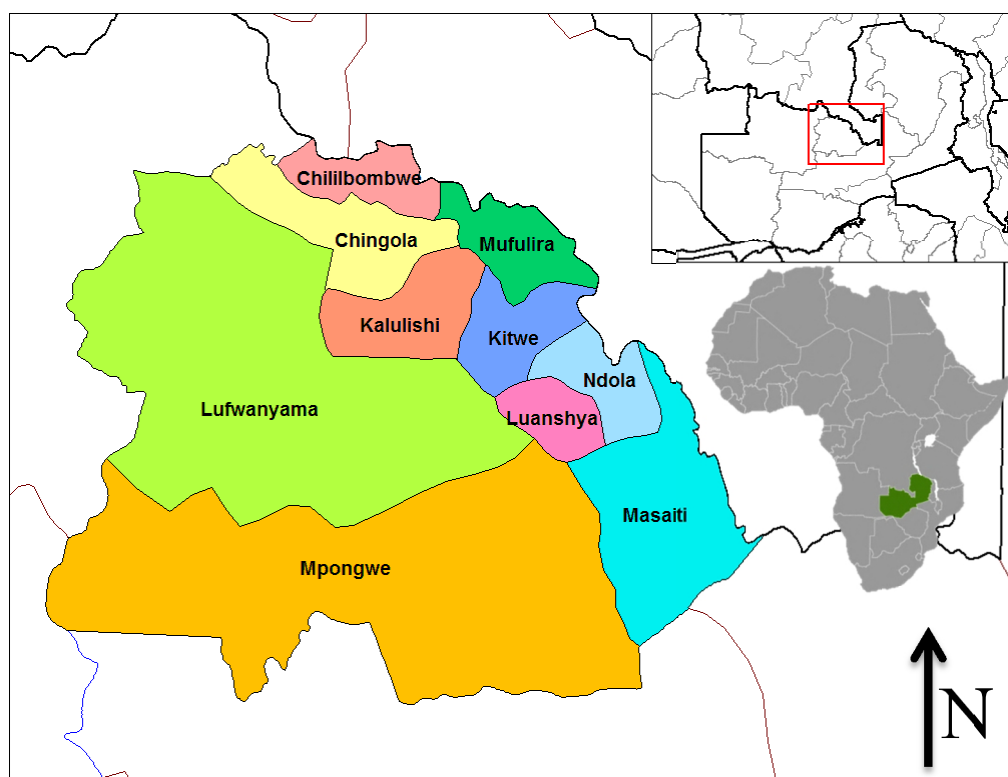 Chililbombwe
Chingola
Mufulira
Kalulishi
Kitwe
Ndola
Lufwanyama
Luanshya
Masaiti
Mpongwe
N